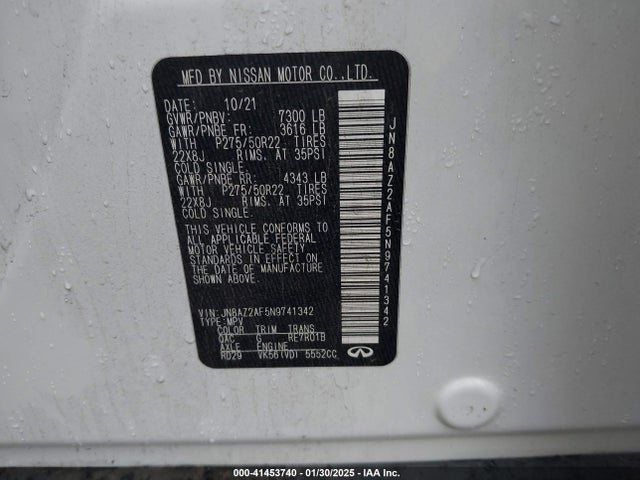 MFD BY NISSAN MOTOR CO.,LTD.
DATE: 10/21
GVWR/PNBV: 7300 LB
GAWR/PNBE FR: 3616 LB
WITH P275/50R22 TIRES
22X8J RIMS. AT 35PSI
COLD SINGLE.
GAWR/PNBE RR: 4343 LB
WITH P275/50R22 TIRES
22X8J RIMS. AT 35PSI
COLD SINGLE.
THIS VEHICLE CONFORMS TO
ALL APPLICABLE FEDERAL
MOTOR VEHICLE SAFETY
STANDARDS IN EFFECT ON
THE DATE OF MANUFACTURE
SHOWN ABOVE.
VIN:JN8AZ2AF5N9741342
TYPE:MPV
COLOR TRIM TRANS
QAC G RE7R01B
AXLE ENGINE
RD29 VK56(VD) 5552CC
JN8AZ2AF5N9741342
INFINITI
000-41453740 - 01/30/2025 - IAA Inc.